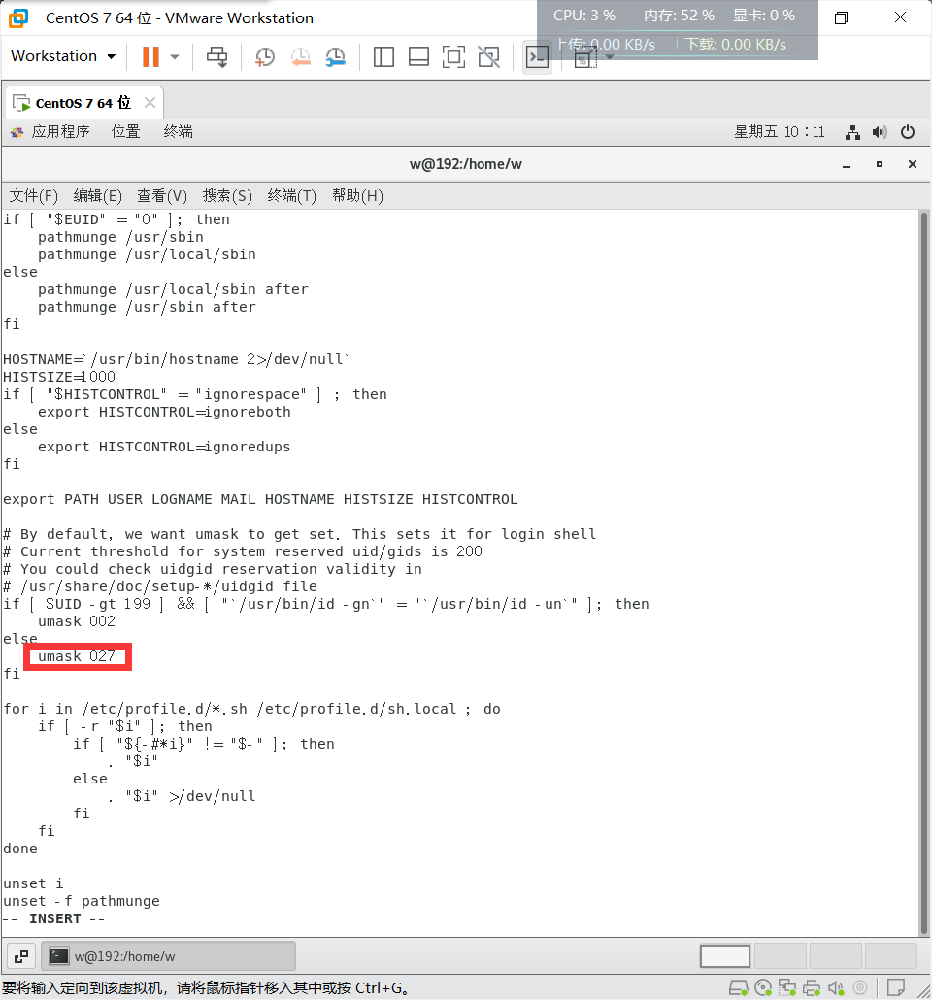 CentOS 7 64 位 - VMware Workstation
CPU: 3 % 内存: 52 % 显卡: 0 %
上传: 0.00 KB/s 下载: 0.00 KB/s
Workstation
CentOS 7 64 位
应用程序 位置 终端 星期五 10 : 11
w@192:/home/w
文件(F) 编辑(E) 查看(V) 搜索(S) 终端(T) 帮助(H)
if [ "$EUID" = "0" ]; then
    pathmunge /usr/sbin
    pathmunge /usr/local/sbin
else
    pathmunge /usr/local/sbin after
    pathmunge /usr/sbin after
fi
HOSTNAME=`/usr/bin/hostname 2>/dev/null`
HISTSIZE=1000
if [ "$HISTCONTROL" = "ignorespace" ] ; then
    export HISTCONTROL=ignoreboth
else
    export HISTCONTROL=ignoredups
fi
export PATH USER LOGNAME MAIL HOSTNAME HISTSIZE HISTCONTROL
# By default, we want umask to get set. This sets it for login shell
# Current threshold for system reserved uid/gids is 200
# You could check uidgid reservation validity in
# /usr/share/doc/setup-*/uidgid file
if [ $UID -gt 199 ] && [ "`/usr/bin/id -gn`" = "`/usr/bin/id -un`" ]; then
    umask 002
else
    umask 027
fi
for i in /etc/profile.d/*.sh /etc/profile.d/sh.local ; do
    if [ -r "$i" ]; then
        if [ "${-#*i}" != "$-" ]; then
            . "$i"
        else
            . "$i" >/dev/null
        fi
    fi
done
unset i
unset -f pathmunge
-- INSERT --
w@192:/home/w
要将输入定向到该虚拟机，请将鼠标指针移入其中或按 Ctrl+G。